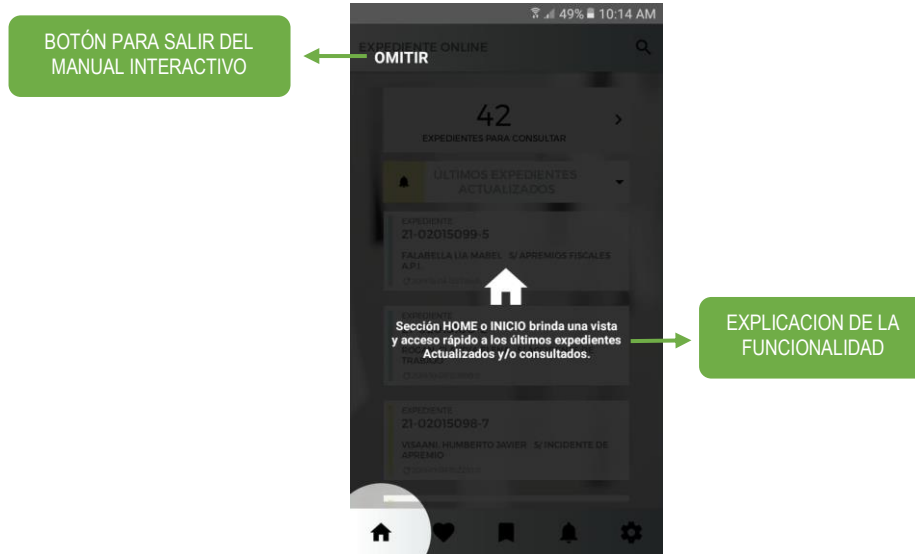 49% 10:14 AM
BOTÓN PARA SALIR DEL
MANUAL INTERACTIVO
EXPEDIENTE ONLINE
OMITIR
42
EXPEDIENTES PARA CONSULTAR
ULTIMOS EXPEDIENTES
ACTUALIZADOS
EXPEDIENTE
21-02015099-5
FALABELLA LIA MABEL S/ APREMIOS FISCALES
A.P.I.
Sección HOME o INICIO brinda una vista
y acceso rápido a los últimos expedientes
Actualizados y/o consultados.
EXPLICACION DE LA
FUNCIONALIDAD
EXPEDIENTE
21-02015098-7
VISAANI, HUMBERTO JAVIER S/ INCIDENTE DE
APREMIO